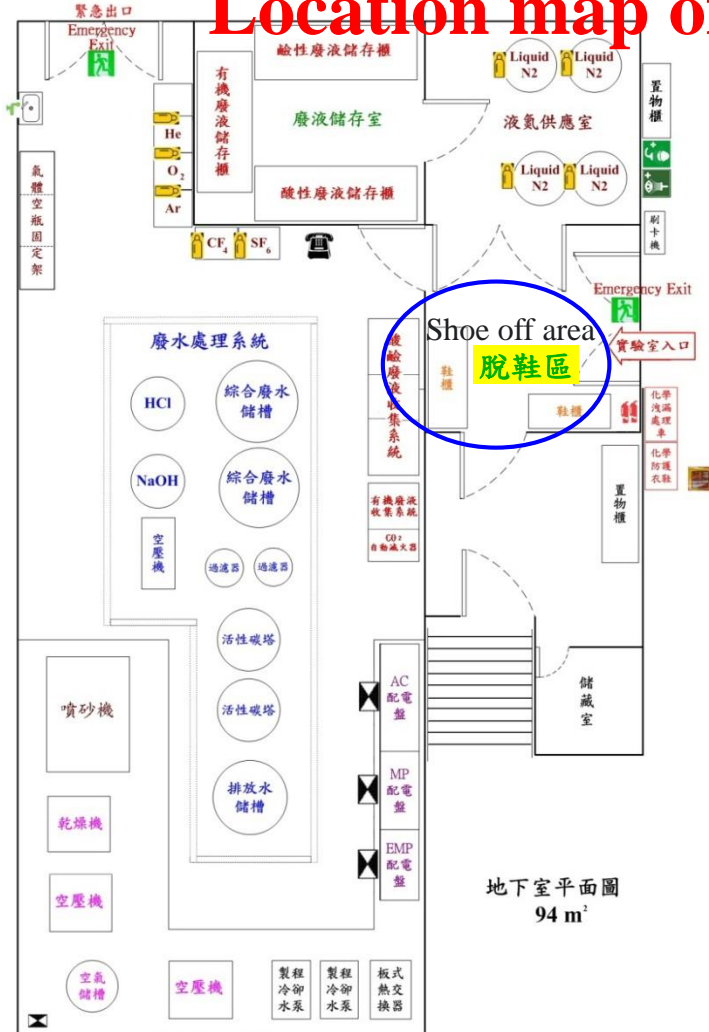 Location map of
緊急出口
Emergency
Exit
鹼性廢液儲存櫃
有機廢液儲存櫃
廢液儲存室
酸性廢液儲存櫃
Liquid
N2
Liquid
N2
液氮供應室
Liquid
N2
Liquid
N2
置物櫃
He
O2
Ar
CF4
SF6
氣體空瓶固定架
刷卡機
Emergency Exit
實驗室入口
Shoe off area
脫鞋區
鞋櫃
鞋櫃
化學洩漏處理車
化學防護衣鞋
廢水處理系統
HCl
綜合廢水
儲槽
NaOH
綜合廢水
儲槽
空壓機
過濾器
過濾器
酸鹼廢液收集系統
有機廢液
收集系統
CO2
自動滅火器
置物櫃
活性碳塔
活性碳塔
排放水
儲槽
噴砂機
AC
配電
盤
MP
配電
盤
EMP
配電
盤
儲藏室
乾燥機
空壓機
空氣
儲槽
空壓機
製程
冷卻
水泵
製程
冷卻
水泵
板式
熱交
換器
地下室平面圖
94 m²